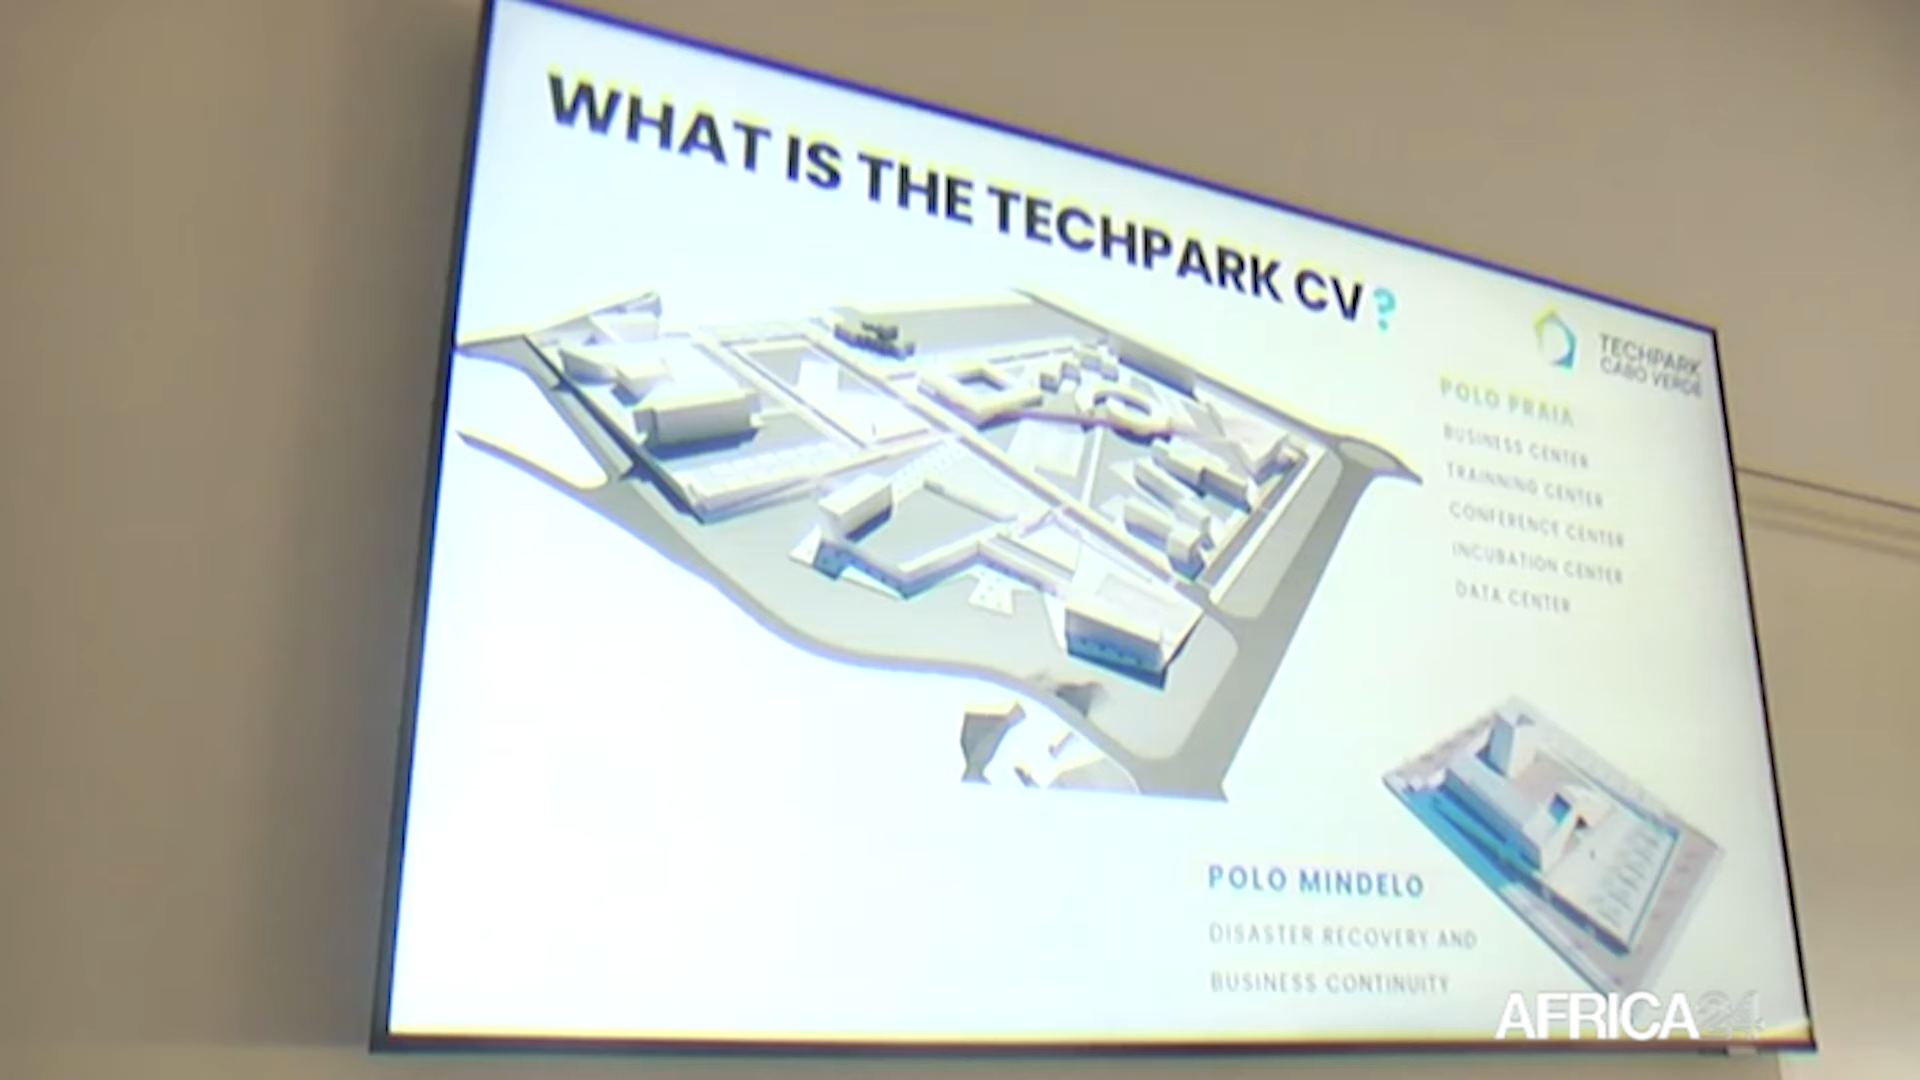 WHAT IS THE TECHPARK CV?
TECHPARK
CABO VERDE
POLO PRAIA
BUSINESS CENTER
TRAINNING CENTER
CONFERENCE CENTER
INCUBATION CENTER
DATA CENTER
POLO MINDELO
DISASTER RECOVERY AND
BUSINESS CONTINUITY
AFRICA24